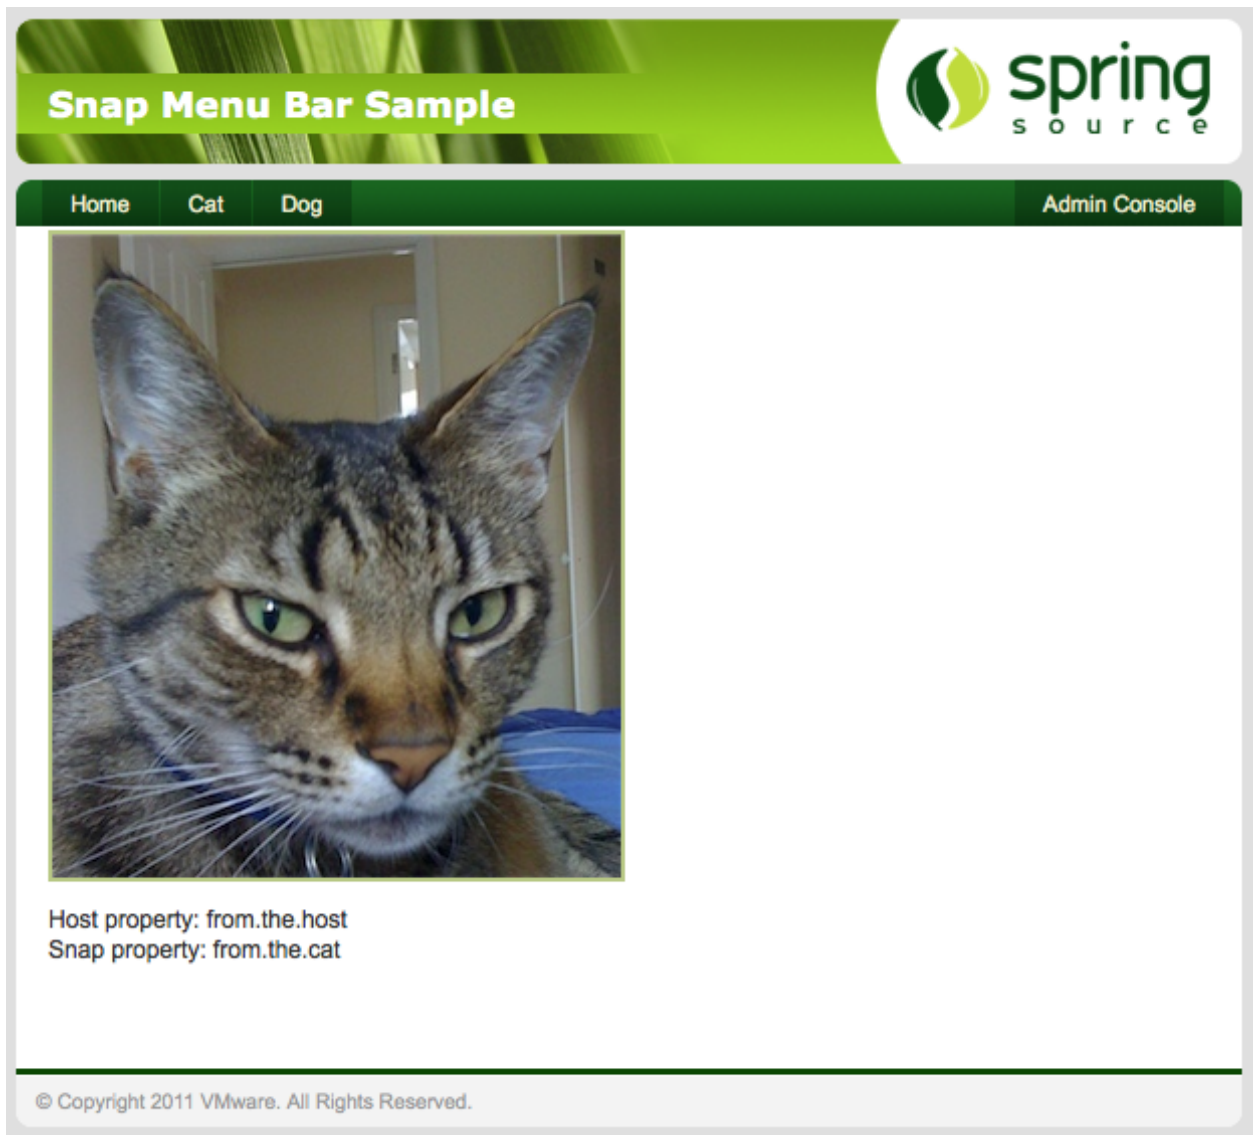 Snap Menu Bar Sample
spring
source
Home Cat Dog Admin Console
Host property: from.the.host
Snap property: from.the.cat
© Copyright 2011 VMware. All Rights Reserved.